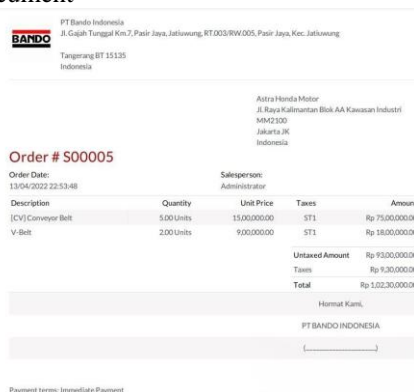 PT Bando Indonesia
BANDO
Jl. Gajah Tunggal Km.7, Pasir Jaya, Jatiuwung, RT.003/RW.005, Pasir Jaya, Kec. Jatiuwung
Tangerang BT 15135
Indonesia
Astra Honda Motor
Jl. Raya Kalimantan Blok AA Kawasan Industri
MM2100
Jakarta JK
Indonesia
Order # S00005
Order Date: Salesperson:
13/04/2022 22:53:48 Administrator
Description Quantity Unit Price Taxes Amoun
[CV] Conveyor Belt 5.00 Units 15,00,000.00 ST1 Rp 75,00,000.00
V-Belt 2.00 Units 9,00,000.00 ST1 Rp 18,00,000.00
Untaxed Amount Rp 93,00,000.00
Taxes Rp 9,30,000.00
Total Rp 1,02,30,000.00
Hormat Kami,
PT BANDO INDONESIA
(....................)
Payment terms: Immediate Payment